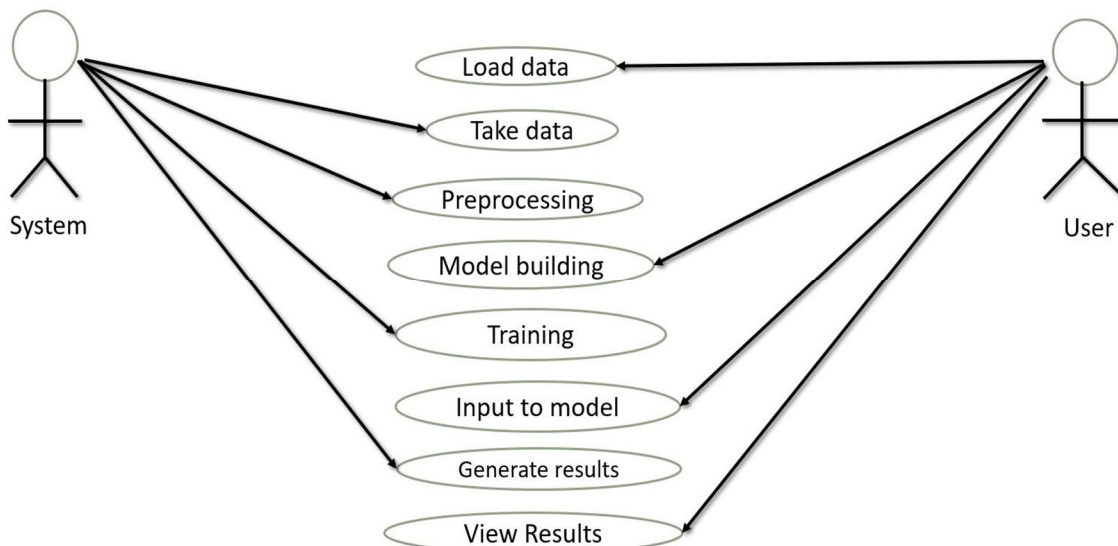 Load data
Take data
Preprocessing
System
User
Model building
Training
Input to model
Generate results
View Results